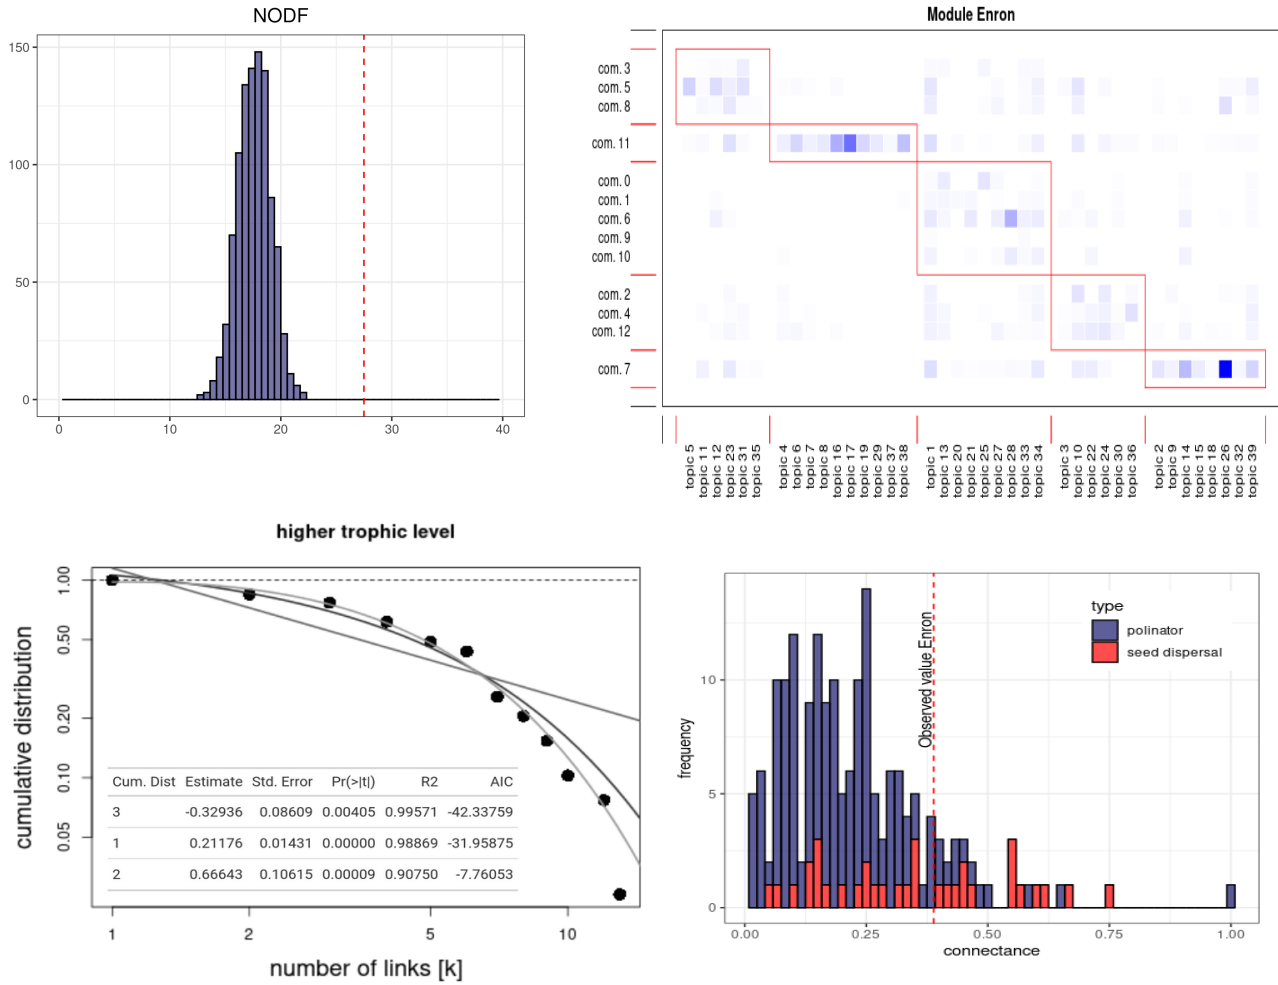 NODF
150
100
50
0
0 10 20 30 40
Module Enron
com. 3
com. 5
com. 8
com. 11
com. 0
com. 1
com. 6
com. 9
com. 10
com. 2
com. 4
com. 12
com. 7
topic 5
topic 11
topic 12
topic 23
topic 31
topic 35
topic 4
topic 6
topic 7
topic 8
topic 16
topic 17
topic 19
topic 29
topic 37
topic 38
topic 1
topic 13
topic 20
topic 21
topic 25
topic 27
topic 28
topic 33
topic 34
topic 3
topic 10
topic 22
topic 24
topic 30
topic 36
topic 2
topic 9
topic 14
topic 15
topic 18
topic 26
topic 32
topic 39
higher trophic level
cumulative distribution
1.00
0.50
0.20
0.10
0.05
Cum. Dist Estimate Std. Error Pr(>|t|) R2 AIC
3 -0.32936 0.08609 0.00405 0.99571 -42.33759
1 0.21176 0.01431 0.00000 0.98869 -31.95875
2 0.66643 0.10615 0.00009 0.90750 -7.76053
1 2 5 10
number of links [k]
frequency
10
5
0
Observed value Enron
type
polinator
seed dispersal
0.00 0.25 0.50 0.75 1.00
connectance